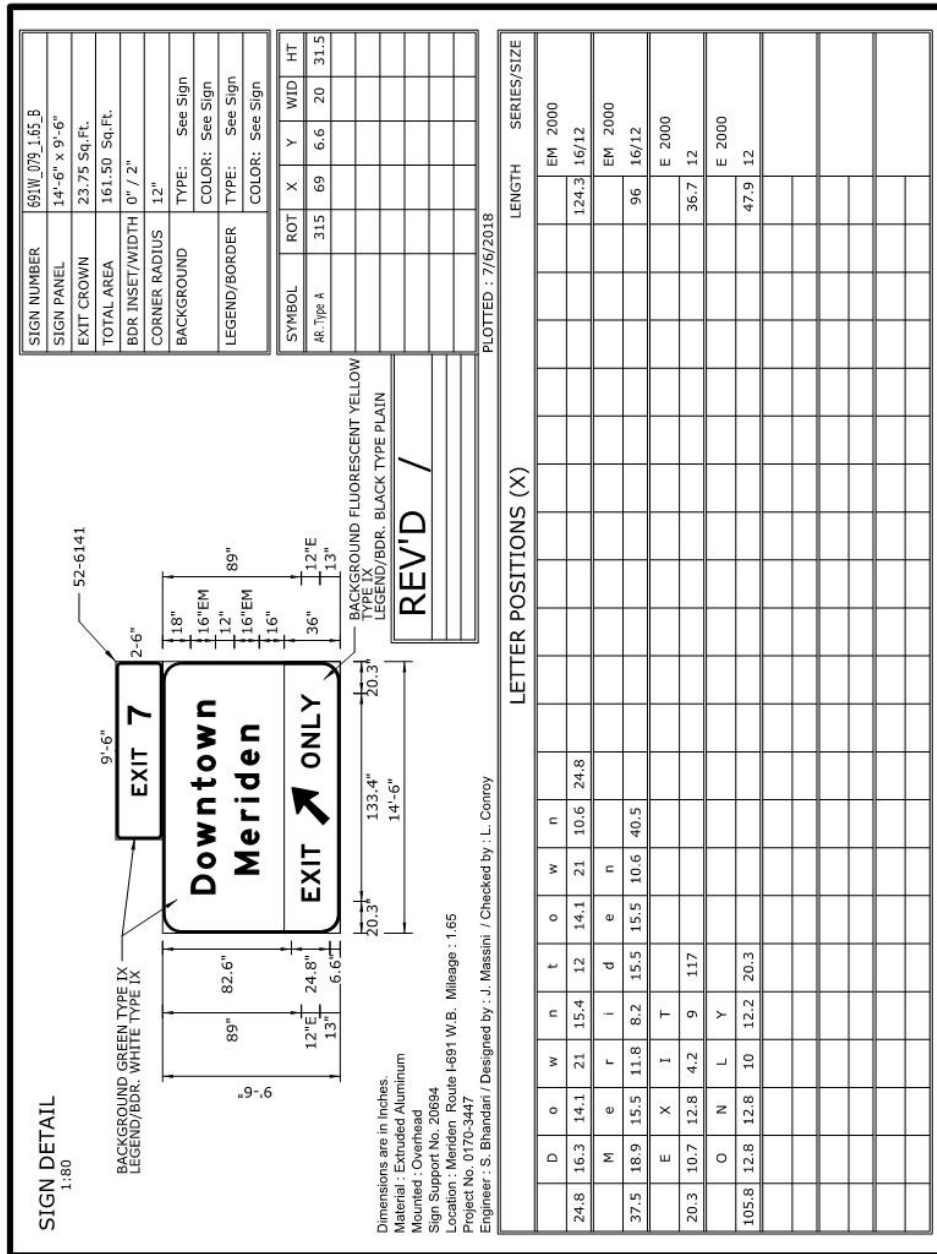 SIGN DETAIL
1:80
BACKGROUND GREEN TYPE IX
LEGEND/BDR. WHITE TYPE IX
9'-6"
52-6141
2-6"
EXIT 7
Downtown
Meriden
EXIT ONLY
9'-6"
89"
12"E
13"
82.6"
24.8"
6.6"
18"
16"EM
12"
16"EM
16"
36"
89"
12"E
13"
20.3"
133.4"
20.3"
14'-6"
BACKGROUND FLUORESCENT YELLOW
TYPE IX
LEGEND/BDR. BLACK TYPE PLAIN
REV'D /
Dimensions are in Inches.
Material : Extruded Aluminum
Mounted : Overhead
Sign Support No. 20694
Location : Meriden Route I-691 W.B. Mileage : 1.65
Project No. 0170-3447
Engineer : S. Bhandari / Designed by : J. Massini / Checked by : L. Conroy
SIGN NUMBER 691W_079_1.65_B
SIGN PANEL 14'-6" x 9'-6"
EXIT CROWN 23.75 Sq.Ft.
TOTAL AREA 161.50 Sq.Ft.
BDR INSET/WIDTH 0" / 2"
CORNER RADIUS 12"
BACKGROUND TYPE: See Sign
COLOR: See Sign
LEGEND/BORDER TYPE: See Sign
COLOR: See Sign
SYMBOL ROT X Y WID HT
AR.Type A 315 69 6.6 20 31.5
PLOTTED : 7/6/2018
LETTER POSITIONS (X) LENGTH SERIES/SIZE
D o w n t o w n EM 2000
24.8 16.3 14.1 21 15.4 12 14.1 21 10.6 24.8 124.3 16/12
M e r i d e n EM 2000
37.5 18.9 15.5 11.8 8.2 15.5 15.5 10.6 40.5 96 16/12
E X I T E 2000
20.3 10.7 12.8 4.2 9 117 36.7 12
O N L Y E 2000
105.8 12.8 12.8 10 12.2 20.3 47.9 12